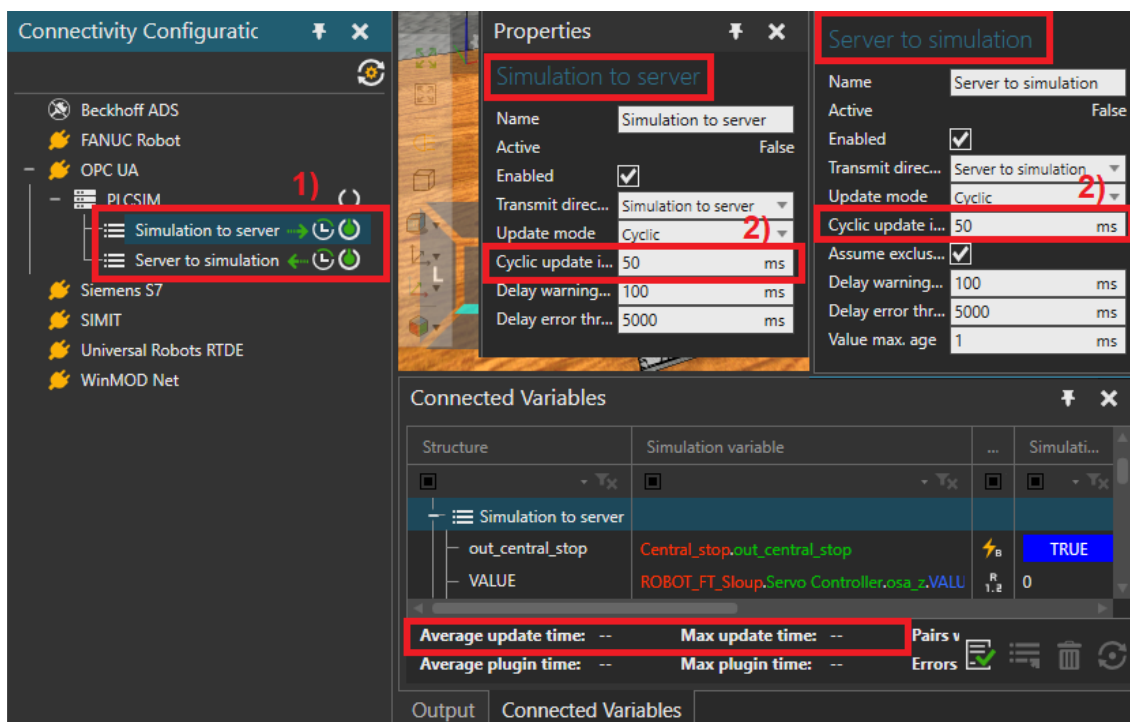 Connectivity Configuratic
Beckhoff ADS
FANUC Robot
OPC UA
PLCSIM
1)
Simulation to server
Server to simulation
Siemens S7
SIMIT
Universal Robots RTDE
WinMOD Net
Properties
Simulation to server
Name Simulation to server
Active False
Enabled
Transmit direc... Simulation to server
Update mode Cyclic
2)
Cyclic update i... 50 ms
Delay warning... 100 ms
Delay error thr... 5000 ms
L
Server to simulation
Name Server to simulation
Active False
Enabled
Transmit direc... Server to simulation
Update mode Cyclic
2)
Cyclic update i... 50 ms
Assume exclus...
Delay warning... 100 ms
Delay error thr... 5000 ms
Value max. age 1 ms
Connected Variables
Structure Simulation variable ... Simulati...
Simulation to server
out_central_stop Central_stop.out_central_stop B TRUE
VALUE ROBOT_FT_Sloup.Servo Controller.osa_z.VALU R 1.2 0
Average update time: -- Max update time: -- Pairs v
Average plugin time: -- Max plugin time: -- Errors
Output Connected Variables